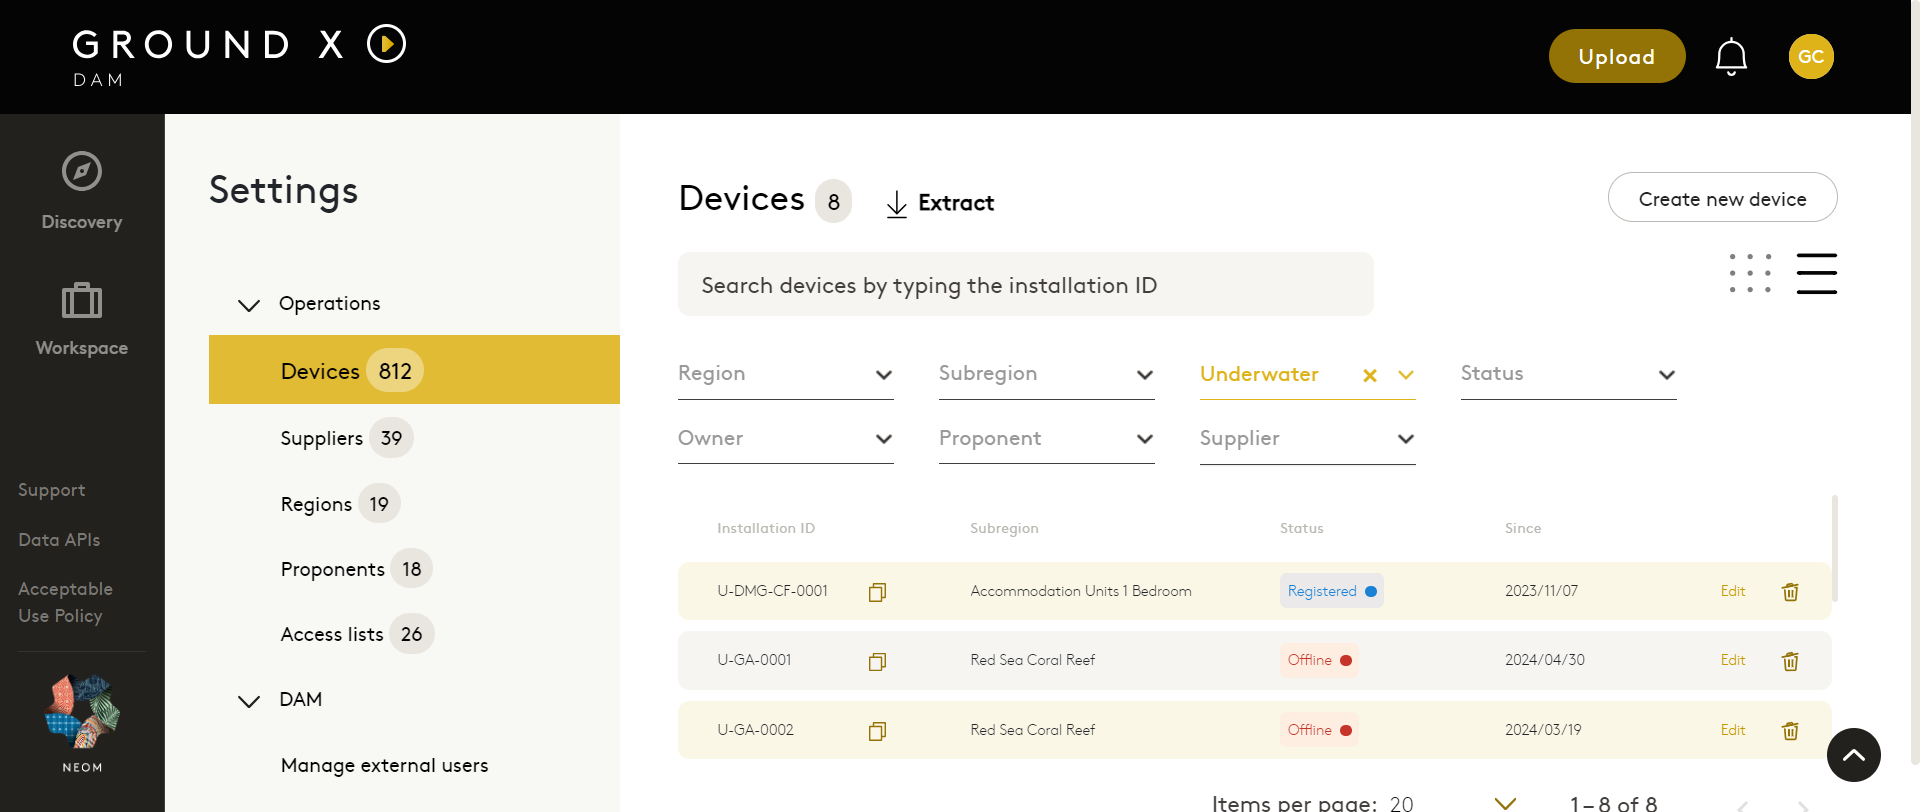 GROUND X
DAM
Upload
GC
Discovery
Workspace
Support
Data APIs
Acceptable
Use Policy
NEOM
Settings
Operations
Devices 812
Suppliers 39
Regions 19
Proponents 18
Access lists 26
DAM
Manage external users
Devices 8
Extract
Create new device
Search devices by typing the installation ID
Region Subregion Underwater Status
Owner Proponent Supplier
Installation ID Subregion Status Since
U-DMG-CF-0001 Accommodation Units 1 Bedroom Registered 2023/11/07 Edit
U-GA-0001 Red Sea Coral Reef Offline 2024/04/30 Edit
U-GA-0002 Red Sea Coral Reef Offline 2024/03/19 Edit
Items per page: 20 1 – 8 of 8